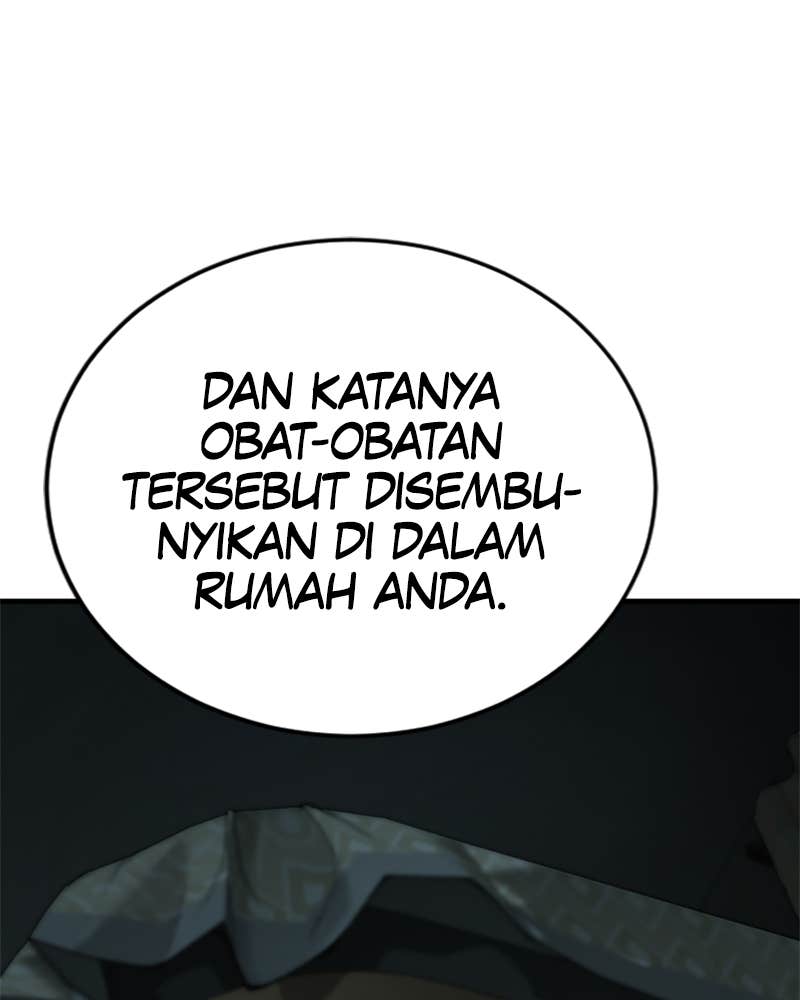 DAN KATANYA
OBAT-OBATAN
TERSEBUT DISEMBU-
NYIKAN DI DALAM
RUMAH ANDA.